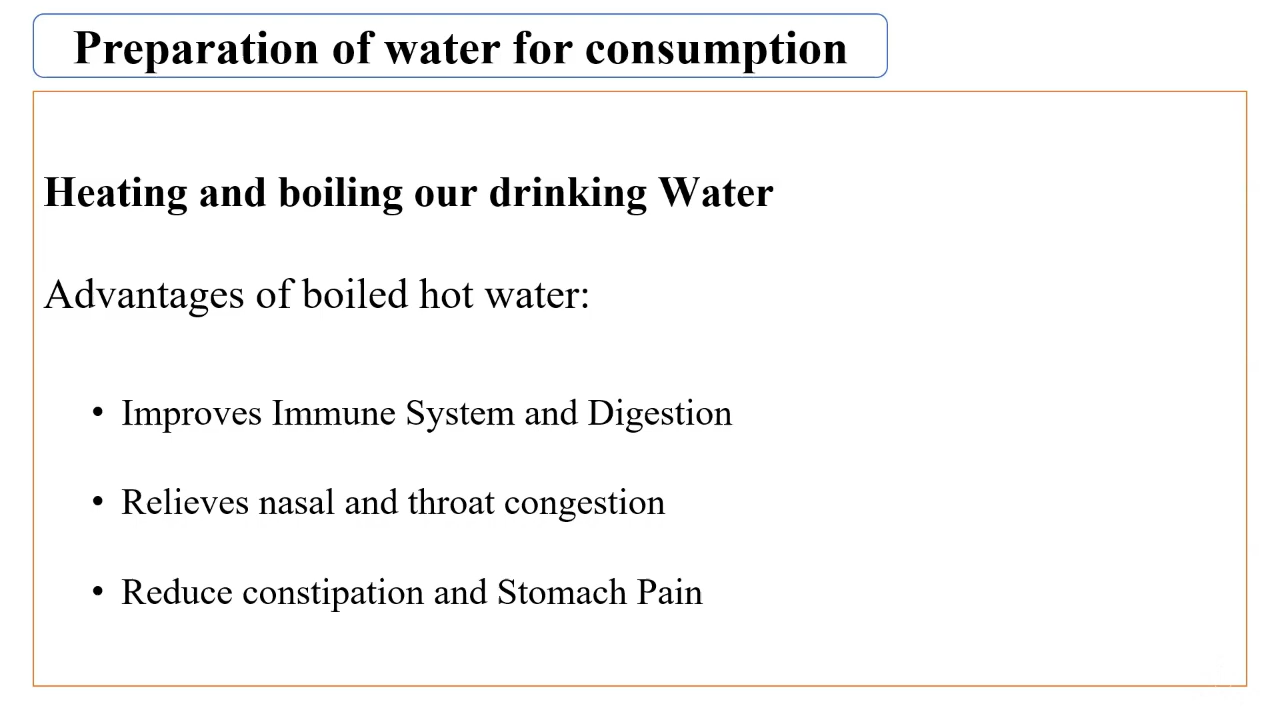 Preparation of water for consumption
Heating and boiling our drinking Water
Advantages of boiled hot water:
• Improves Immune System and Digestion
• Relieves nasal and throat congestion
• Reduce constipation and Stomach Pain